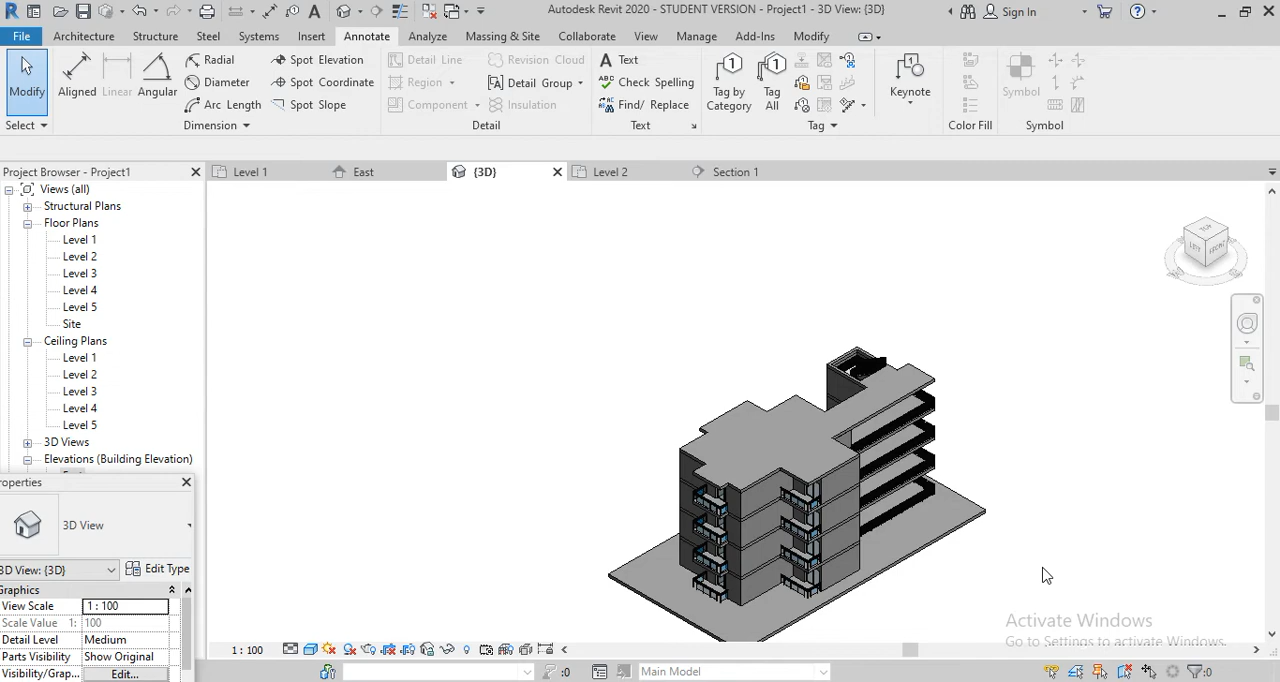 Autodesk Revit 2020 - STUDENT VERSION - Project1 - 3D View: {3D}
Sign In
File Architecture Structure Steel Systems Insert Annotate Analyze Massing & Site Collaborate View Manage Add-Ins Modify
Modify
Select
Aligned
Linear
Angular
Radial
Diameter
Arc Length
Spot Elevation
Spot Coordinate
Spot Slope
Dimension
Detail Line
Region
Component
Revision Cloud
Detail Group
Insulation
Detail
Text
Check Spelling
Find/ Replace
Text
Tag by Category
Tag All
Tag
Keynote
Color Fill
Symbol
Symbol
Project Browser - Project1
Level 1
East
{3D}
Level 2
Section 1
Views (all)
Structural Plans
Floor Plans
Level 1
Level 2
Level 3
Level 4
Level 5
Site
Ceiling Plans
Level 1
Level 2
Level 3
Level 4
Level 5
3D Views
Elevations (Building Elevation)
roperties
3D View
3D View: {3D}
Edit Type
Graphics
View Scale 1 : 100
Scale Value 1: 100
Detail Level Medium
Parts Visibility Show Original
Visibility/Grap... Edit...
TOP
LEFT
FRONT
1 : 100
:0
Main Model
:0
Activate Windows
Go to Settings to activate Windows.